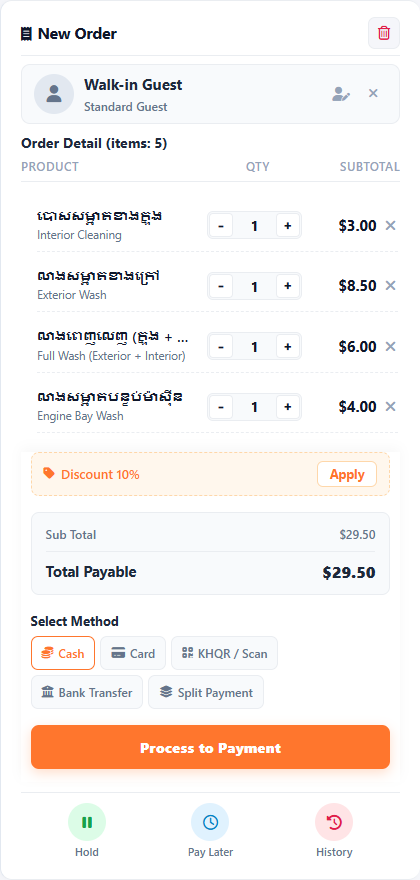 New Order
Walk-in Guest
Standard Guest
Order Detail (items: 5)
PRODUCT QTY SUBTOTAL
បោសសម្អាតខាងក្នុង
Interior Cleaning
- 1 + $3.00 ×
លាងសម្អាតខាងក្រៅ
Exterior Wash
- 1 + $8.50 ×
លាងពេញលេញ (ក្នុង + ...
Full Wash (Exterior + Interior)
- 1 + $6.00 ×
លាងសម្អាតបន្ទប់ម៉ាស៊ីន
Engine Bay Wash
- 1 + $4.00 ×
Discount 10% Apply
Sub Total $29.50
Total Payable $29.50
Select Method
Cash Card KHQR / Scan
Bank Transfer Split Payment
Process to Payment
Hold Pay Later History